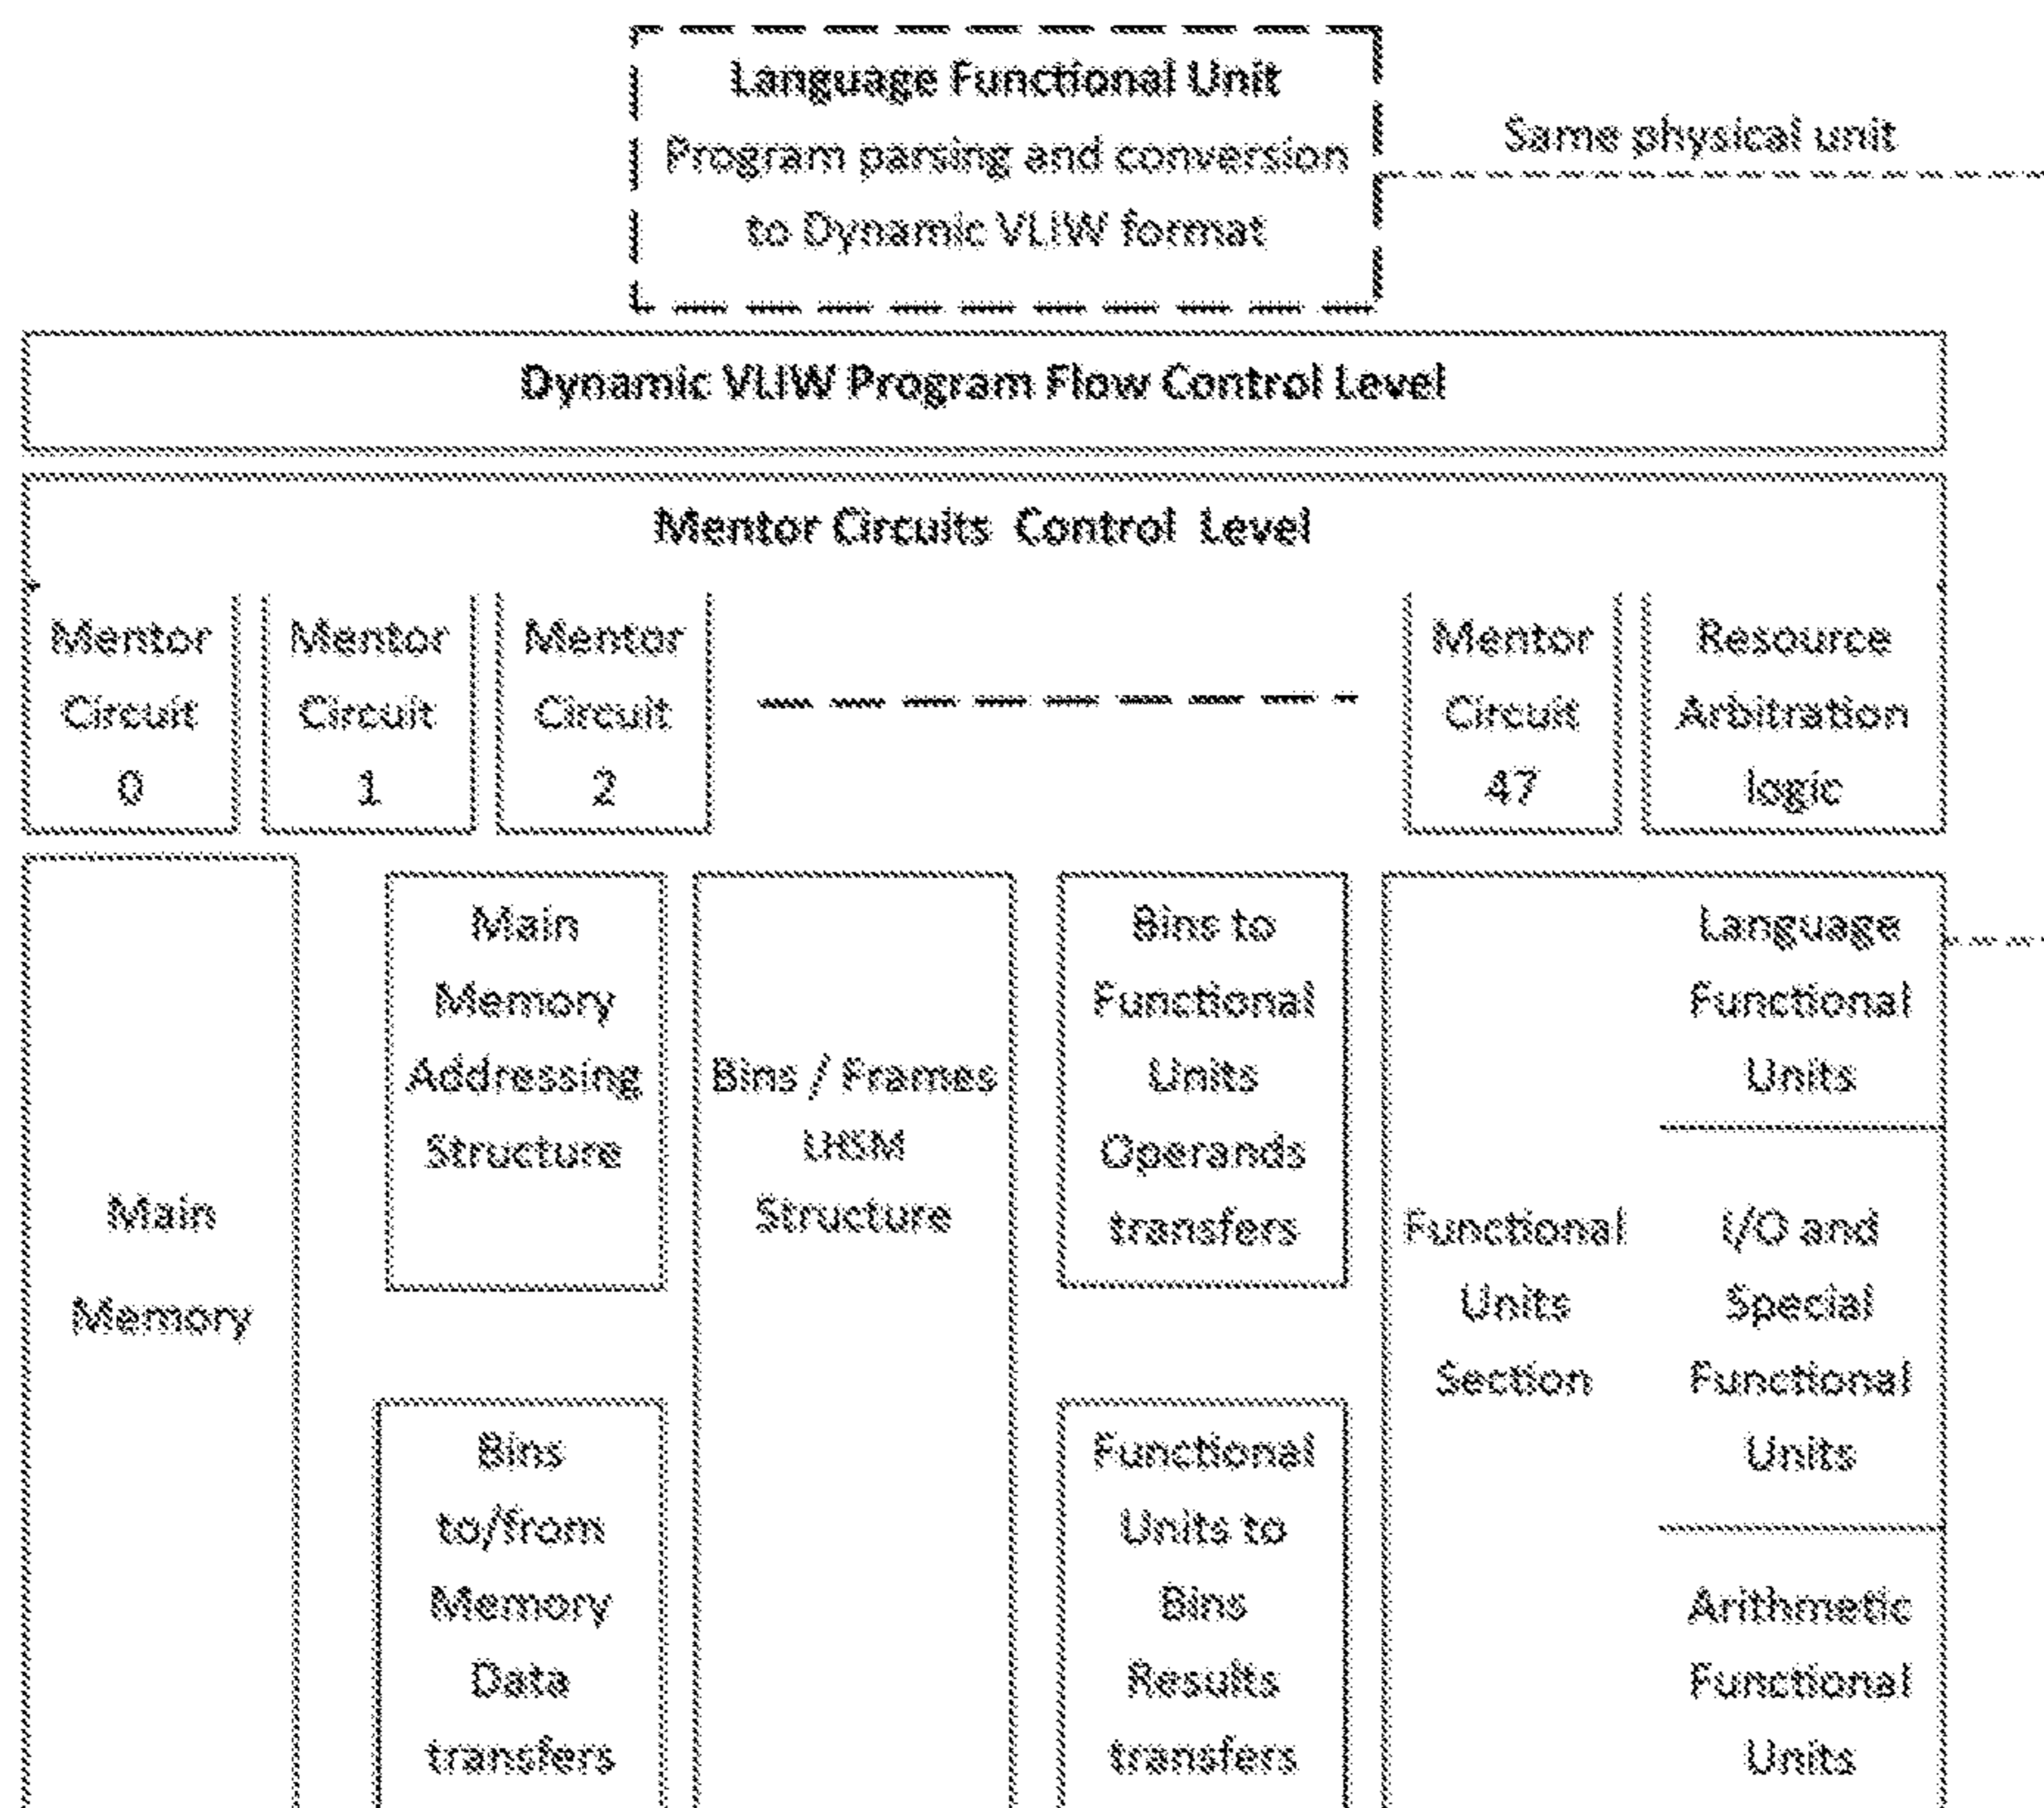 Language Functional Unit
Program parsing and conversion
to Dynamic VLIW format
Same physical unit
Dynamic VLIW Program Flow Control Level
Mentor Circuits Control Level
Mentor
Circuit
0
Mentor
Circuit
1
Mentor
Circuit
2
Mentor
Circuit
47
Resource
Arbitration
logic
Main
Memory
Main
Memory
Addressing
Structure
Bins
to/from
Memory
Data
transfers
Bins / Frames
LHSM
Structure
Bins to
Functional
Units
Operands
transfers
Functional
Units to
Bins
Results
transfers
Functional
Units
Section
Language
Functional
Units
I/O and
Special
Functional
Units
Arithmetic
Functional
Units